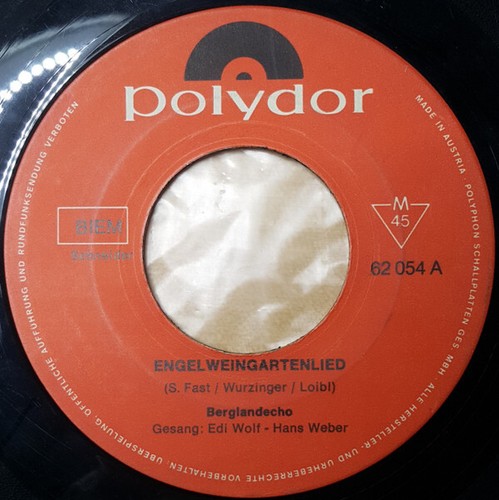 polydor
M
45
BIEM
62 054 A
ENGELWEINGARTENLIED
(S. Fast / Wurzinger / Loibl)
Berglandecho
Gesang: Edi Wolf - Hans Weber
MADE IN AUSTRIA · POLYPHON SCHALLPLATTEN GES. MBH · ALLE HERSTELLER- UND URHEBERRECHTE VORBEHALTEN. ÜBERSPIELUNG, ÖFFENTLICHE AUFFÜHRUNG UND RUNDFUNKSENDUNG VERBOTEN